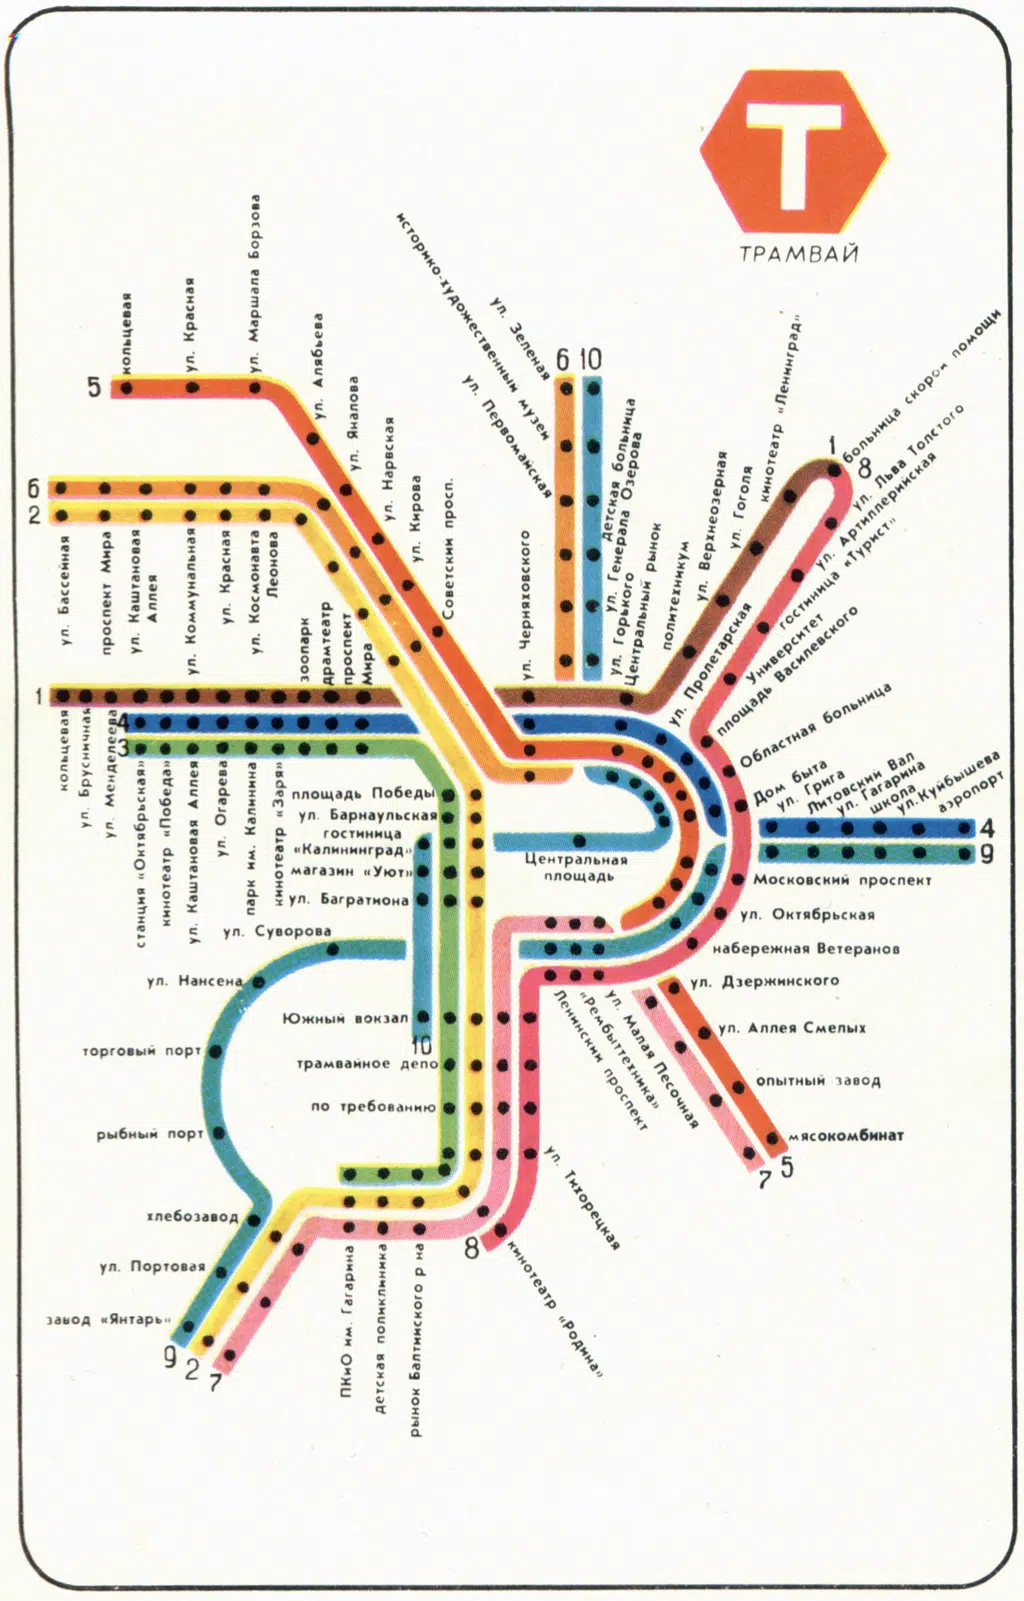 Т
ТРАМВАЙ
5
кольцевая
ул. Красная
ул. Маршала Борзова
ул. Алябьева
ул. Яналова
ул. Нарвская
ул. Кирова
Советский просп.
историко-художественный музей
ул. Зеленая
ул. Первомайская
6 10
детская больница
ул. Генерала Озерова
ул. Горького
Центральный рынок
ул. Черняховского
политехникум
ул. Верхнеозерная
ул. Гоголя
кинотеатр «Ленинград»
1
8
больница скорой помощи
ул. Льва Толстого
ул. Артиллерийская
гостиница «Турист»
Университет
площадь Василевского
ул. Пролетарская
Областная больница
Дом быта
ул. Грига
Литовский Вал
ул. Гагарина
школа
ул. Куйбышева
аэропорт
4
9
6
2
ул. Бассейная
проспект Мира
ул. Каштановая
Аллея
ул. Коммунальная
ул. Красная
ул. Космонавта
Леонова
зоопарк
драмтеатр
проспект
Мира
1
4
3
кольцевая
ул. Брусничная
ул. Менделеева
станция «Октябрьская»
кинотеатр «Победа»
ул. Каштановая Аллея
ул. Огарева
парк им. Калинина
кинотеатр «Заря»
площадь Победы
ул. Барнаульская
гостиница
«Калининград»
магазин «Уют»
ул. Багратиона
Центральная
площадь
Московский проспект
ул. Октябрьская
набережная Ветеранов
ул. Дзержинского
ул. Аллея Смелых
опытный завод
мясокомбинат
7 5
ул. Малая Песочная
«Рембыттехника»
Ленинский проспект
ул. Суворова
ул. Нансена
торговый порт
рыбный порт
хлебозавод
ул. Портовая
завод «Янтарь»
9 2 7
Южный вокзал
10
трамвайное депо
по требованию
ул. Тихорецкая
8
кинотеатр «Родина»
ПКиО им. Гагарина
детская поликлиника
рынок Балтийского р на